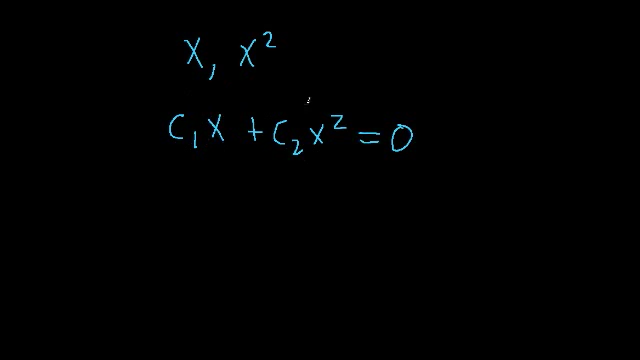 x, x²
c₁x + c₂x² = 0